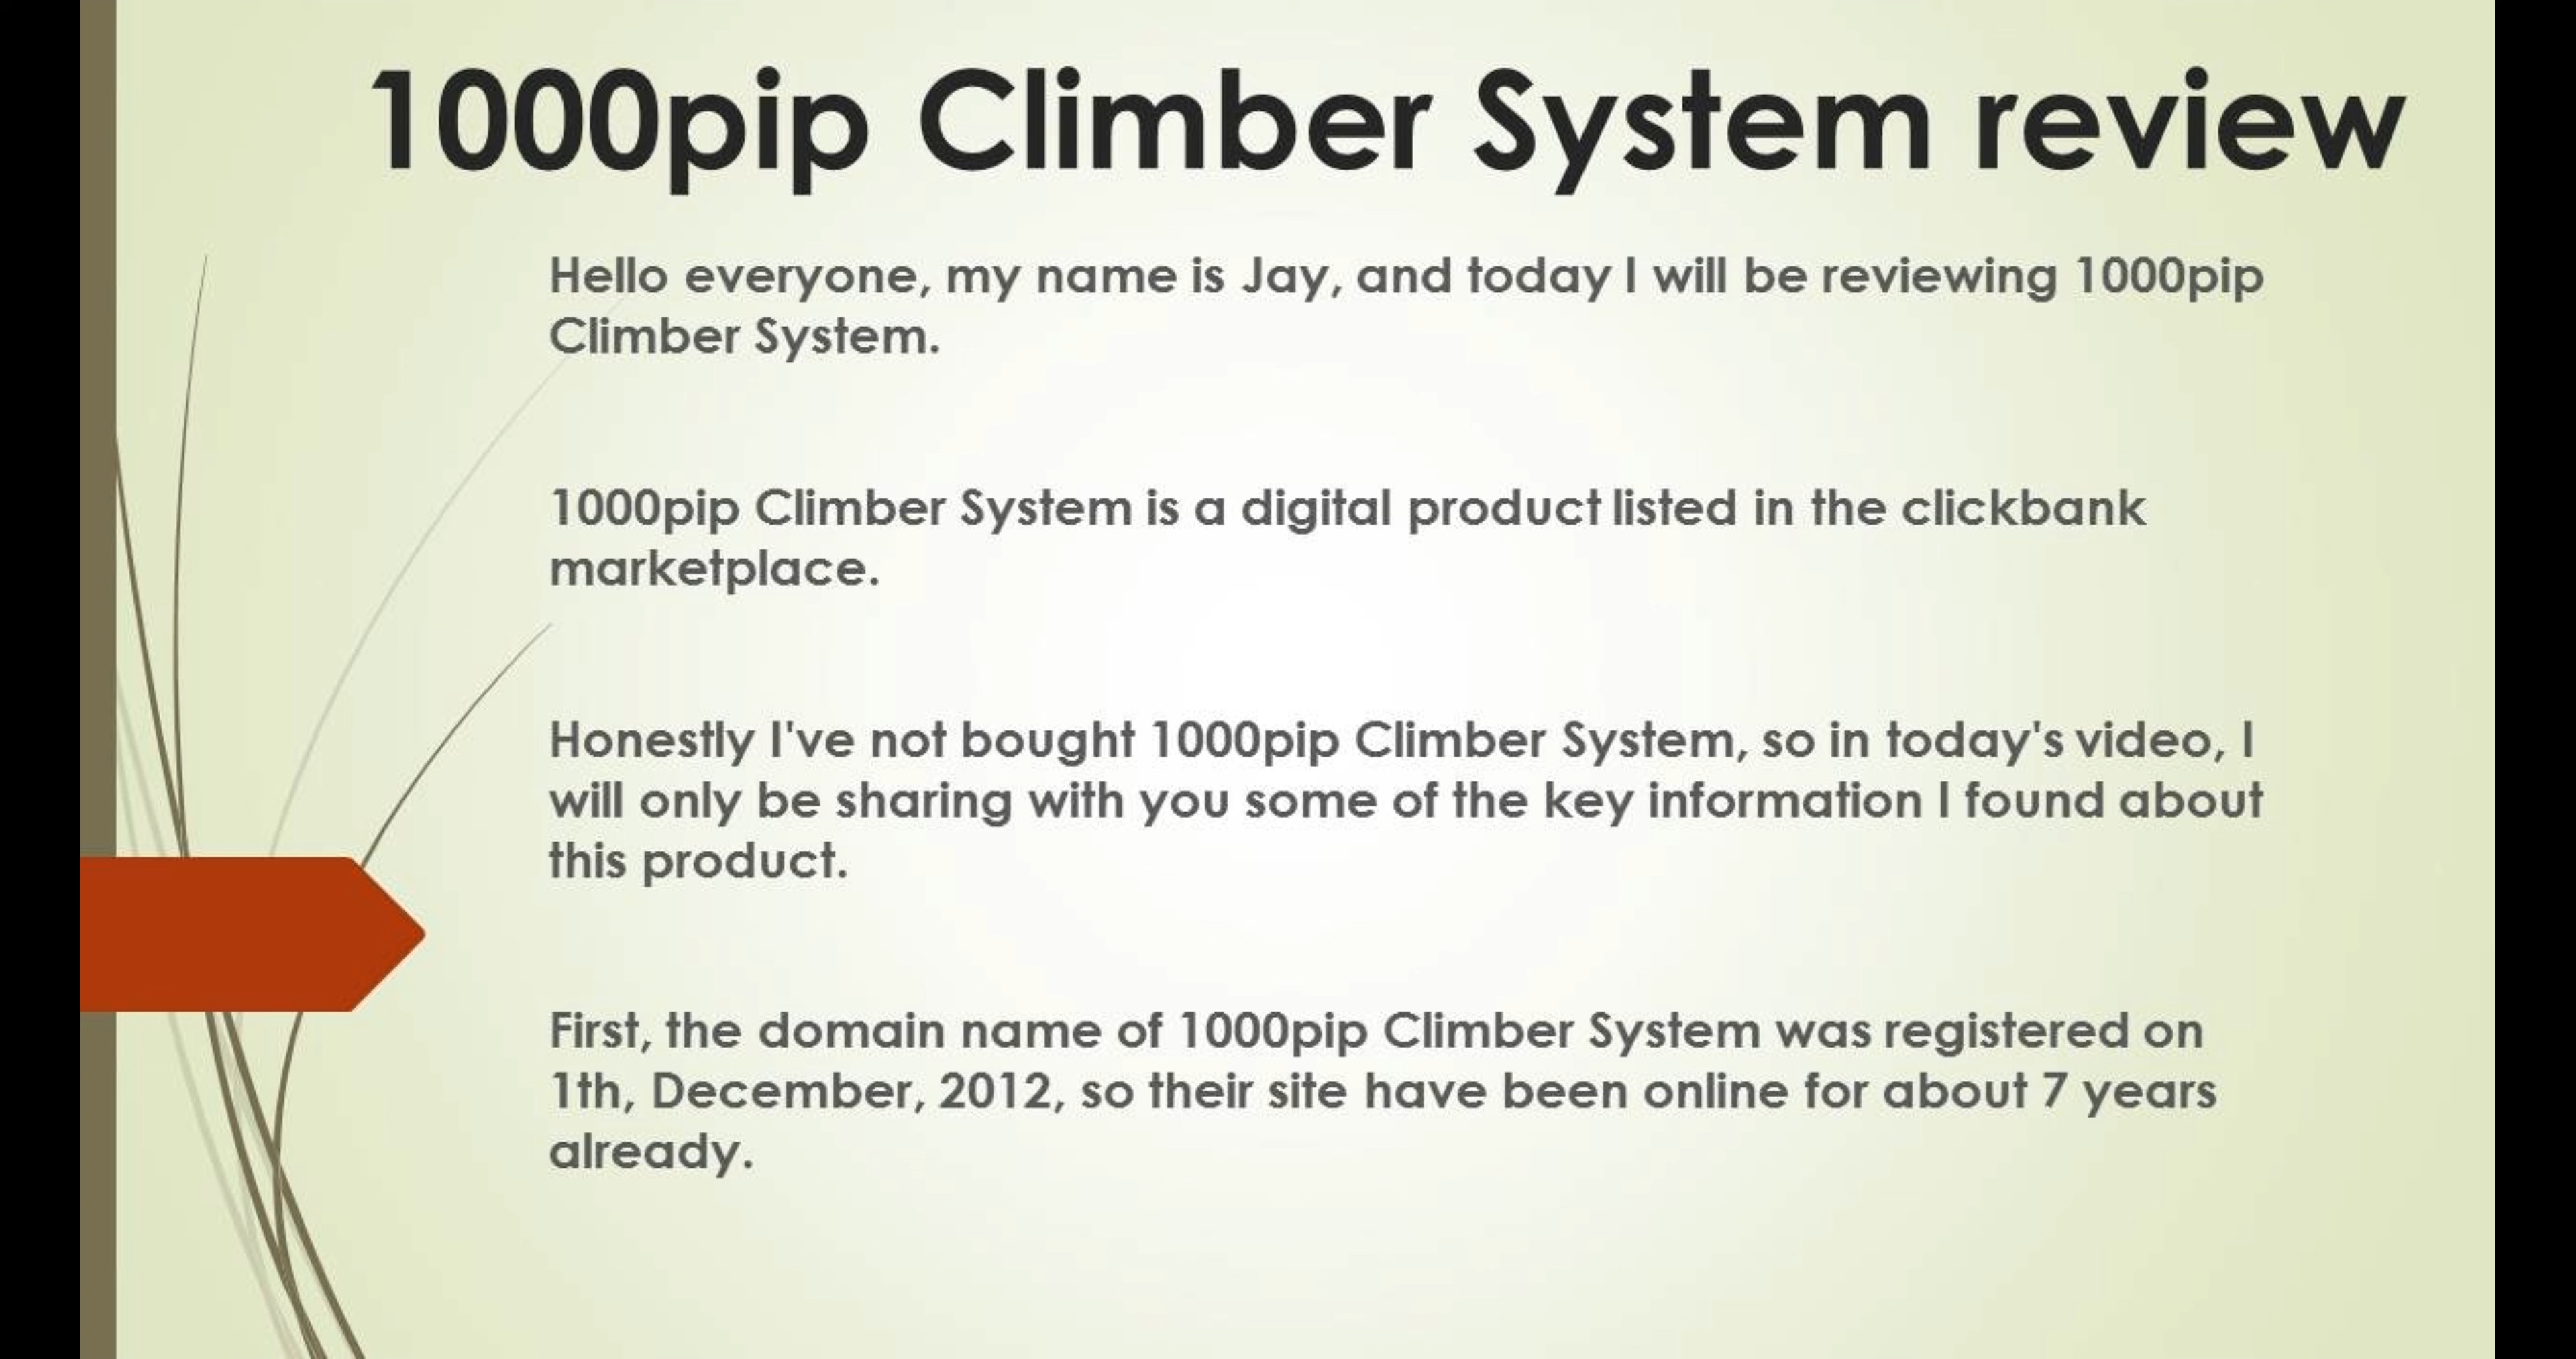 1000pip Climber System review
Hello everyone, my name is Jay, and today I will be reviewing 1000pip
Climber System.
1000pip Climber System is a digital product listed in the clickbank
marketplace.
Honestly I've not bought 1000pip Climber System, so in today's video, I
will only be sharing with you some of the key information I found about
this product.
First, the domain name of 1000pip Climber System was registered on
1th, December, 2012, so their site have been online for about 7 years
already.